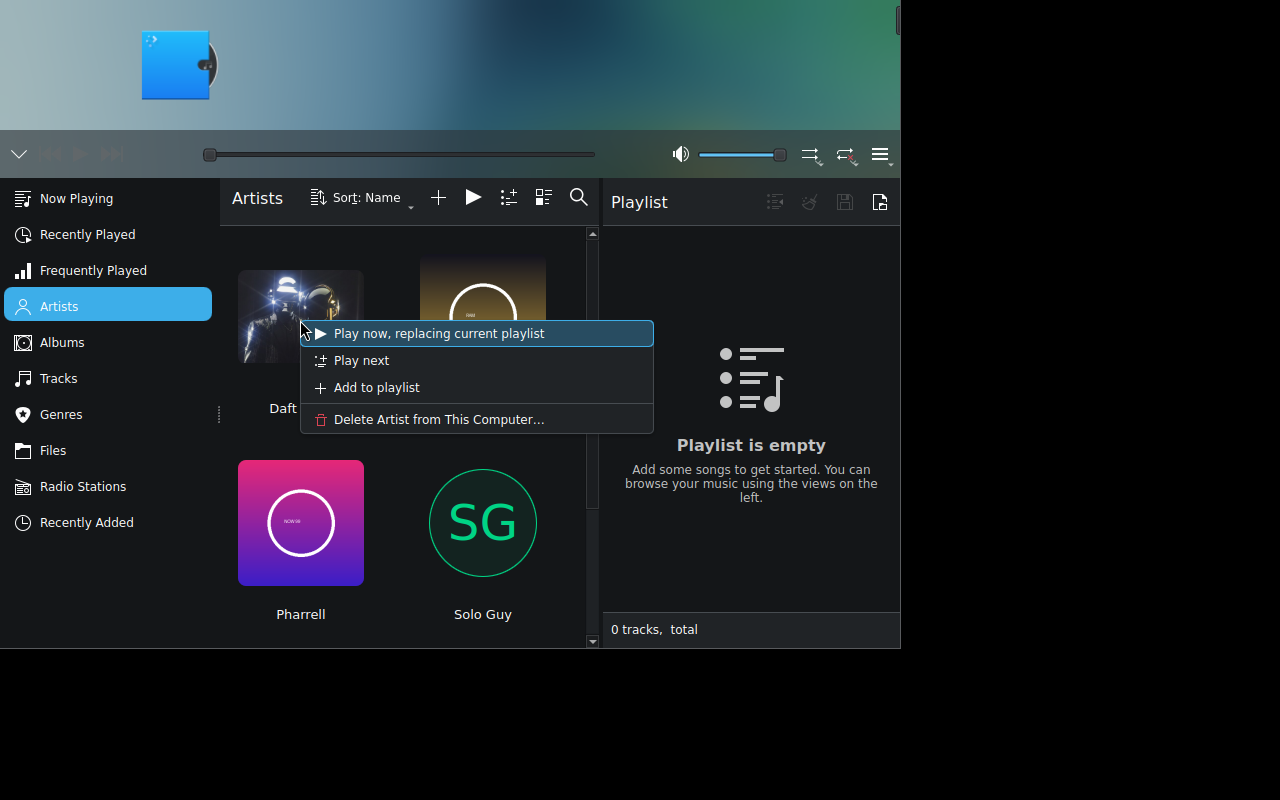 Now Playing
Recently Played
Frequently Played
Artists
Albums
Tracks
Genres
Files
Radio Stations
Recently Added
Artists
Sort: Name
Daft
Play now, replacing current playlist
Play next
Add to playlist
Delete Artist from This Computer...
Pharrell
SG
Solo Guy
Playlist
Playlist is empty
Add some songs to get started. You can
browse your music using the views on the
left.
0 tracks, total